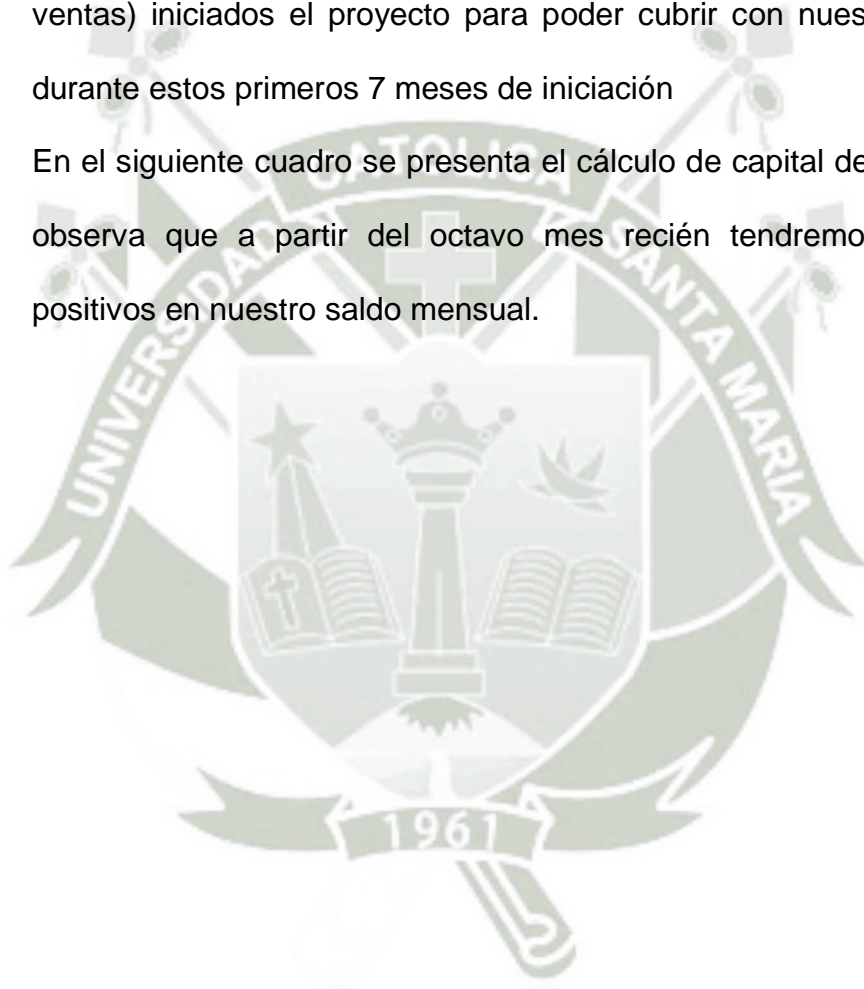 ventas) iniciados el proyecto para poder cubrir con nues
durante estos primeros 7 meses de iniciación
En el siguiente cuadro se presenta el cálculo de capital de
observa que a partir del octavo mes recién tendremo
positivos en nuestro saldo mensual.
UNIVERSIDAD CATOLICA SANTA MARIA
1961